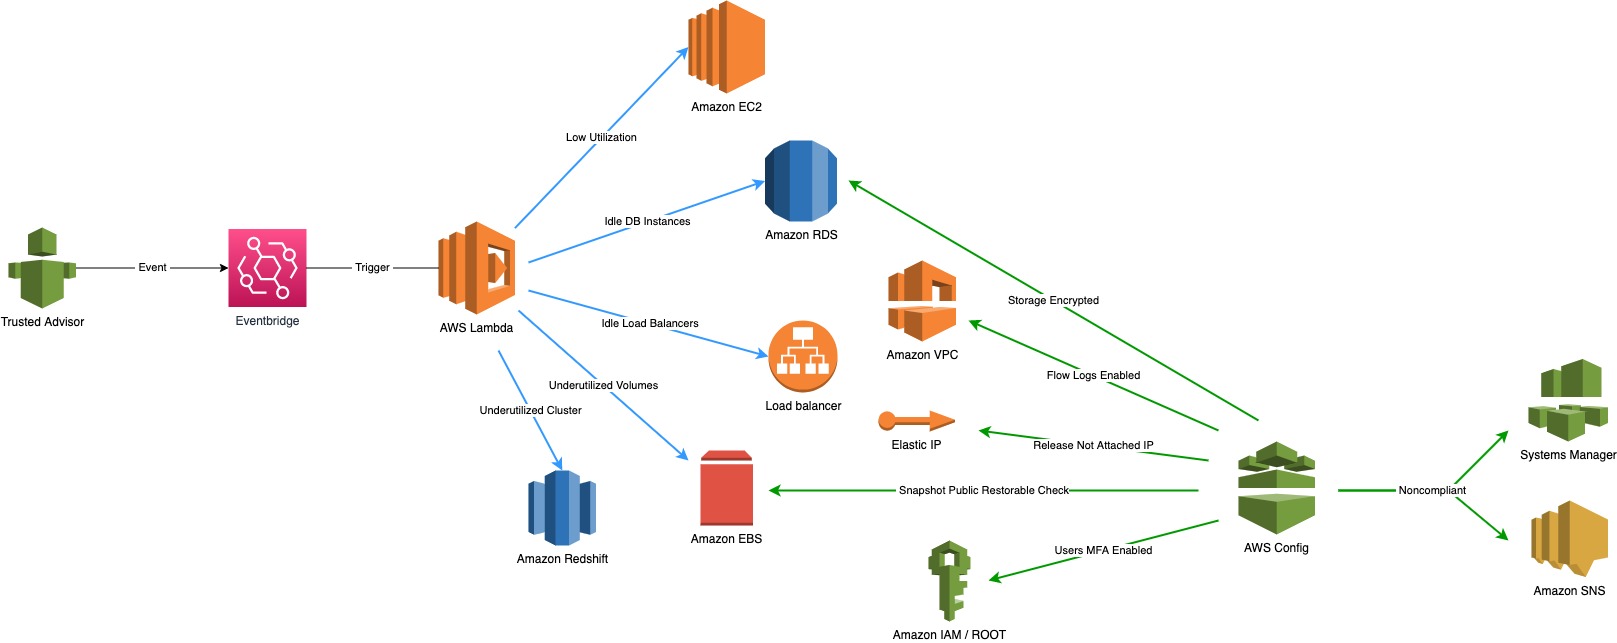 Amazon EC2
Low Utilization
Idle DB Instances
Amazon RDS
Event
Trigger
Trusted Advisor
Eventbridge
AWS Lambda
Storage Encrypted
Idle Load Balancers
Amazon VPC
Flow Logs Enabled
Underutilized Volumes
Underutilized Cluster
Load balancer
Elastic IP
Release Not Attached IP
Systems Manager
Snapshot Public Restorable Check
Noncompliant
Amazon EBS
AWS Config
Users MFA Enabled
Amazon Redshift
Amazon SNS
Amazon IAM / ROOT